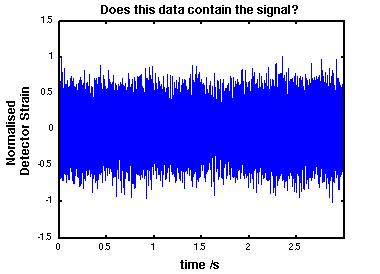 Does this data contain the signal?
1.5
1
0.5
0
-0.5
-1
-1.5
Normalised
Detector Strain
0 0.5 1 1.5 2 2.5
time /s